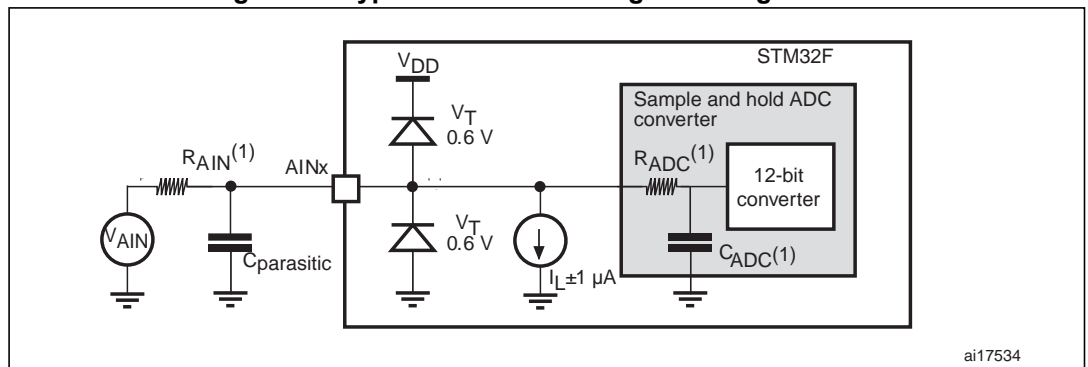 STM32F
VDD
Sample and hold ADC
converter
VT
0.6 V
RAIN(1)
AINx
RADC(1)
12-bit
converter
VAIN
Cparasitic
VT
0.6 V
IL±1 µA
CADC(1)
ai17534